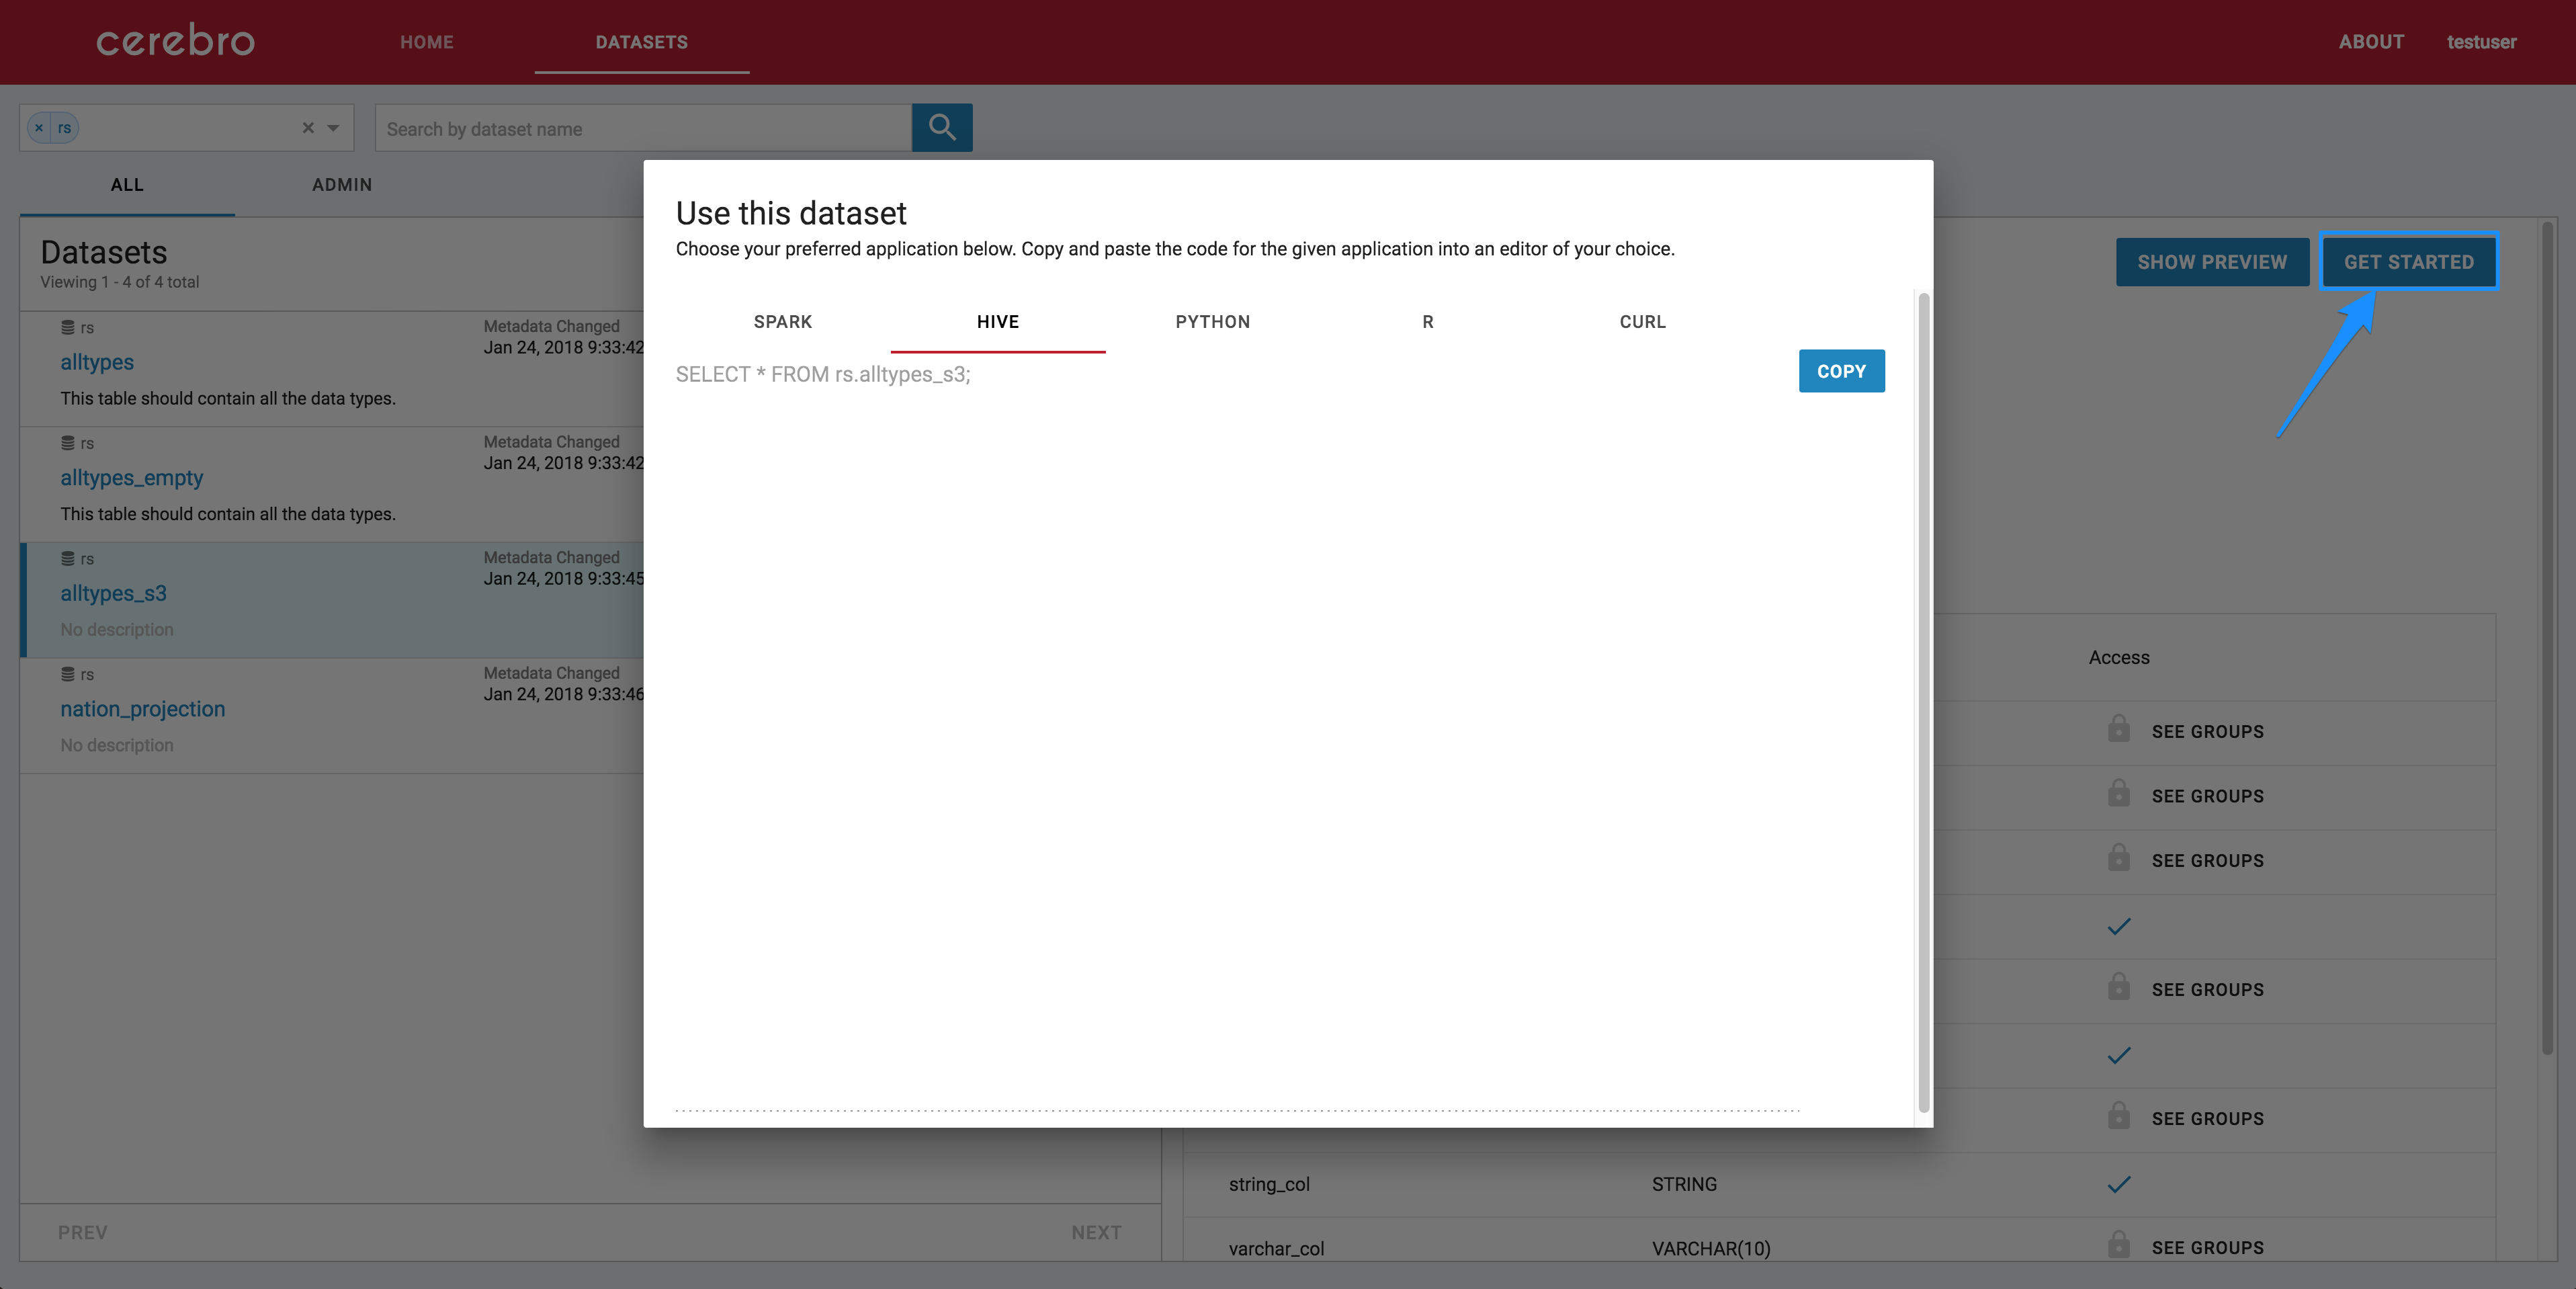 cerebro
HOME
DATASETS
ABOUT
testuser
× rs
Search by dataset name
ALL
ADMIN
Datasets
Viewing 1 - 4 of 4 total
rs
Metadata Changed
alltypes
Jan 24, 2018 9:33:42
This table should contain all the data types.
rs
Metadata Changed
alltypes_empty
Jan 24, 2018 9:33:42
This table should contain all the data types.
rs
Metadata Changed
alltypes_s3
Jan 24, 2018 9:33:45
No description
rs
Metadata Changed
nation_projection
Jan 24, 2018 9:33:46
No description
PREV
NEXT
Use this dataset
Choose your preferred application below. Copy and paste the code for the given application into an editor of your choice.
SPARK
HIVE
PYTHON
R
CURL
SELECT * FROM rs.alltypes_s3;
COPY
SHOW PREVIEW
GET STARTED
Access
SEE GROUPS
SEE GROUPS
SEE GROUPS
SEE GROUPS
SEE GROUPS
string_col
STRING
varchar_col
VARCHAR(10)
SEE GROUPS